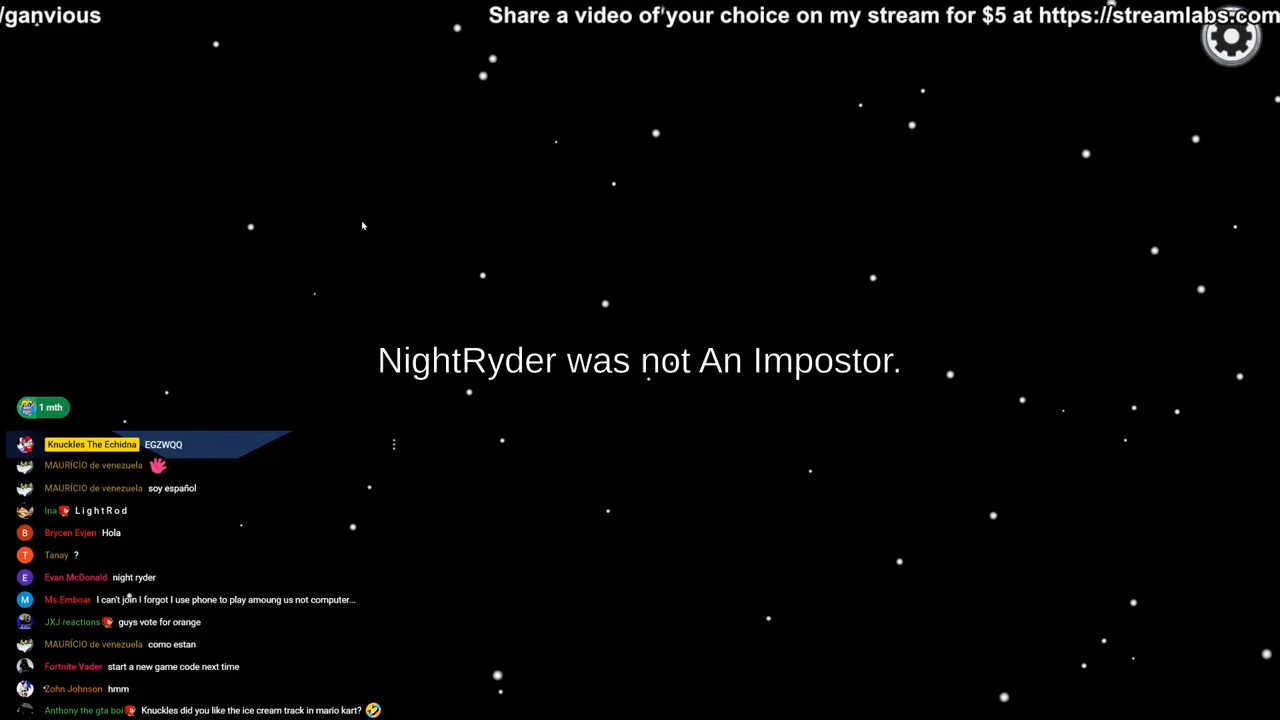 /ganvious
Share a video of your choice on my stream for $5 at https://streamlabs.com
NightRyder was not An Impostor.
1 mth
Knuckles The Echidna EGZWQQ
MAURÍCIO de venezuela
MAURÍCIO de venezuela soy español
Ina L i g h t R o d
B Brycen Evjen Hola
T Tanay ?
E Evan McDonald night ryder
M Ms.Emboar I can't join I forgot I use phone to play amoung us not computer...
JXJ reactions guys vote for orange
MAURÍCIO de venezuela como estan
Fortnite Vader start a new game code next time
Zohn Johnson hmm
Anthony the gta boi Knuckles did you like the ice cream track in mario kart?